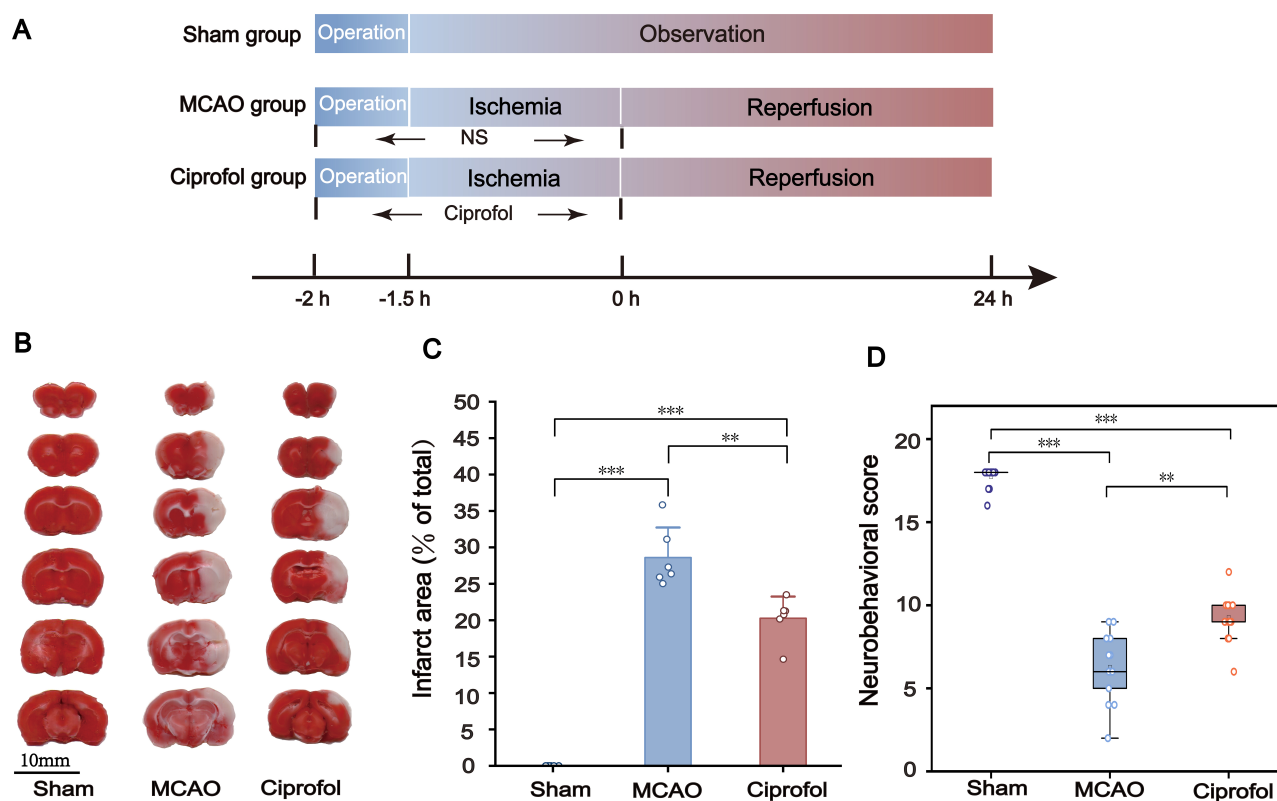 A
Sham group
Operation
Observation
MCAO group
Operation
Ischemia
Reperfusion
NS
Ciprofol group
Operation
Ischemia
Reperfusion
Ciprofol
-2 h
-1.5 h
0 h
24 h
B
10mm
Sham
MCAO
Ciprofol
C
Infarct area (% of total)
50
45
40
35
30
25
20
15
10
5
0
***
**
***
Sham
MCAO
Ciprofol
D
Neurobehavioral score
20
15
10
5
0
***
***
**
Sham
MCAO
Ciprofol